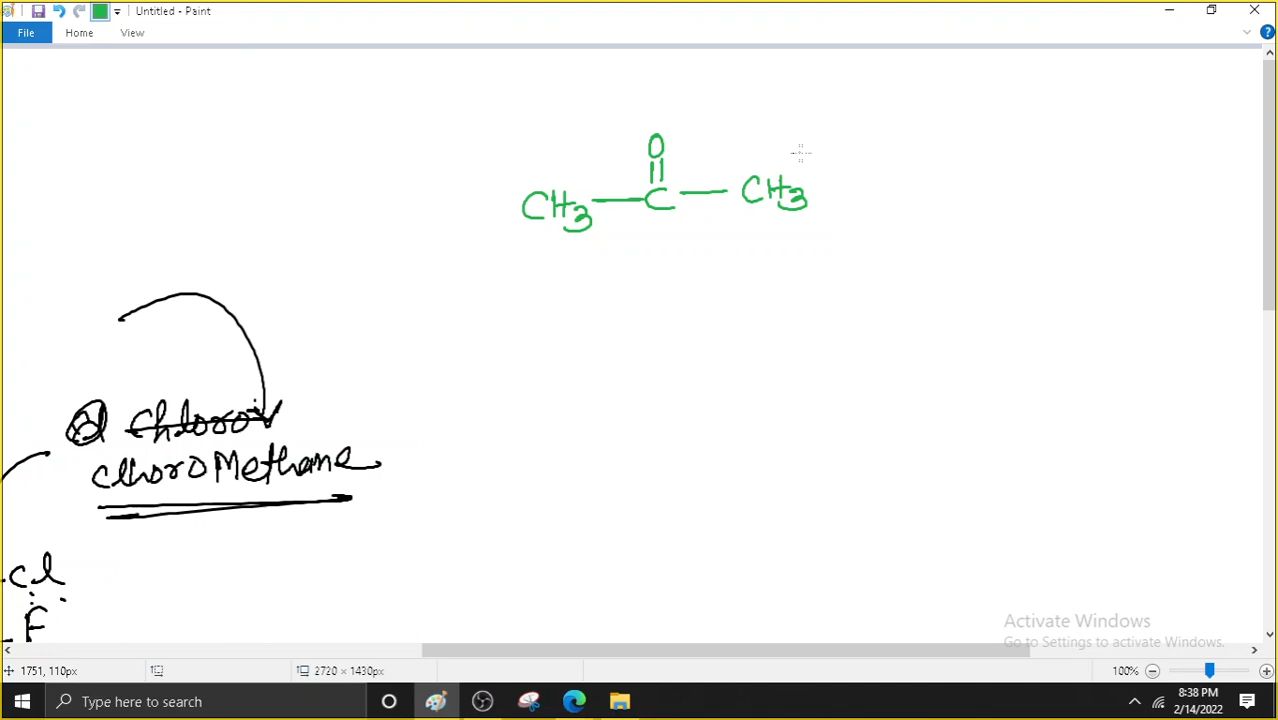 Untitled - Paint
File Home View
O
||
CH3 — C — CH3
d Chloro
clhoroMethane
-cl
-F
Activate Windows
Go to Settings to activate Windows.
1751, 110px 2720 × 1430px 100%
Type here to search
8:38 PM
2/14/2022